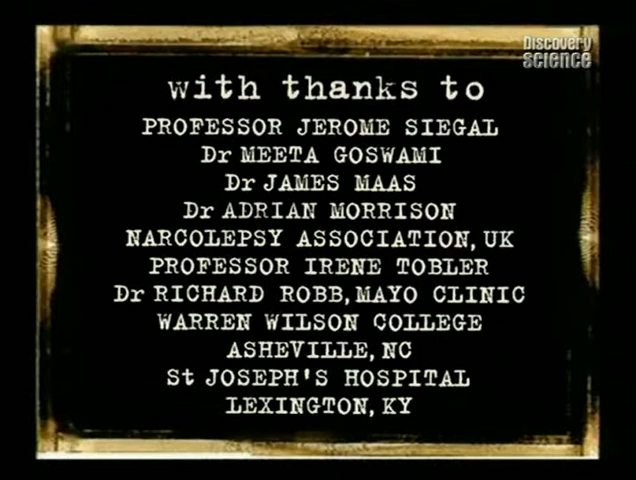 Discovery
SCIENCE
with thanks to
PROFESSOR JEROME SIEGAL
Dr MEETA GOSWAMI
Dr JAMES MAAS
Dr ADRIAN MORRISON
NARCOLEPSY ASSOCIATION, UK
PROFESSOR IRENE TOBLER
Dr RICHARD ROBB, MAYO CLINIC
WARREN WILSON COLLEGE
ASHEVILLE, NC
St JOSEPH'S HOSPITAL
LEXINGTON, KY